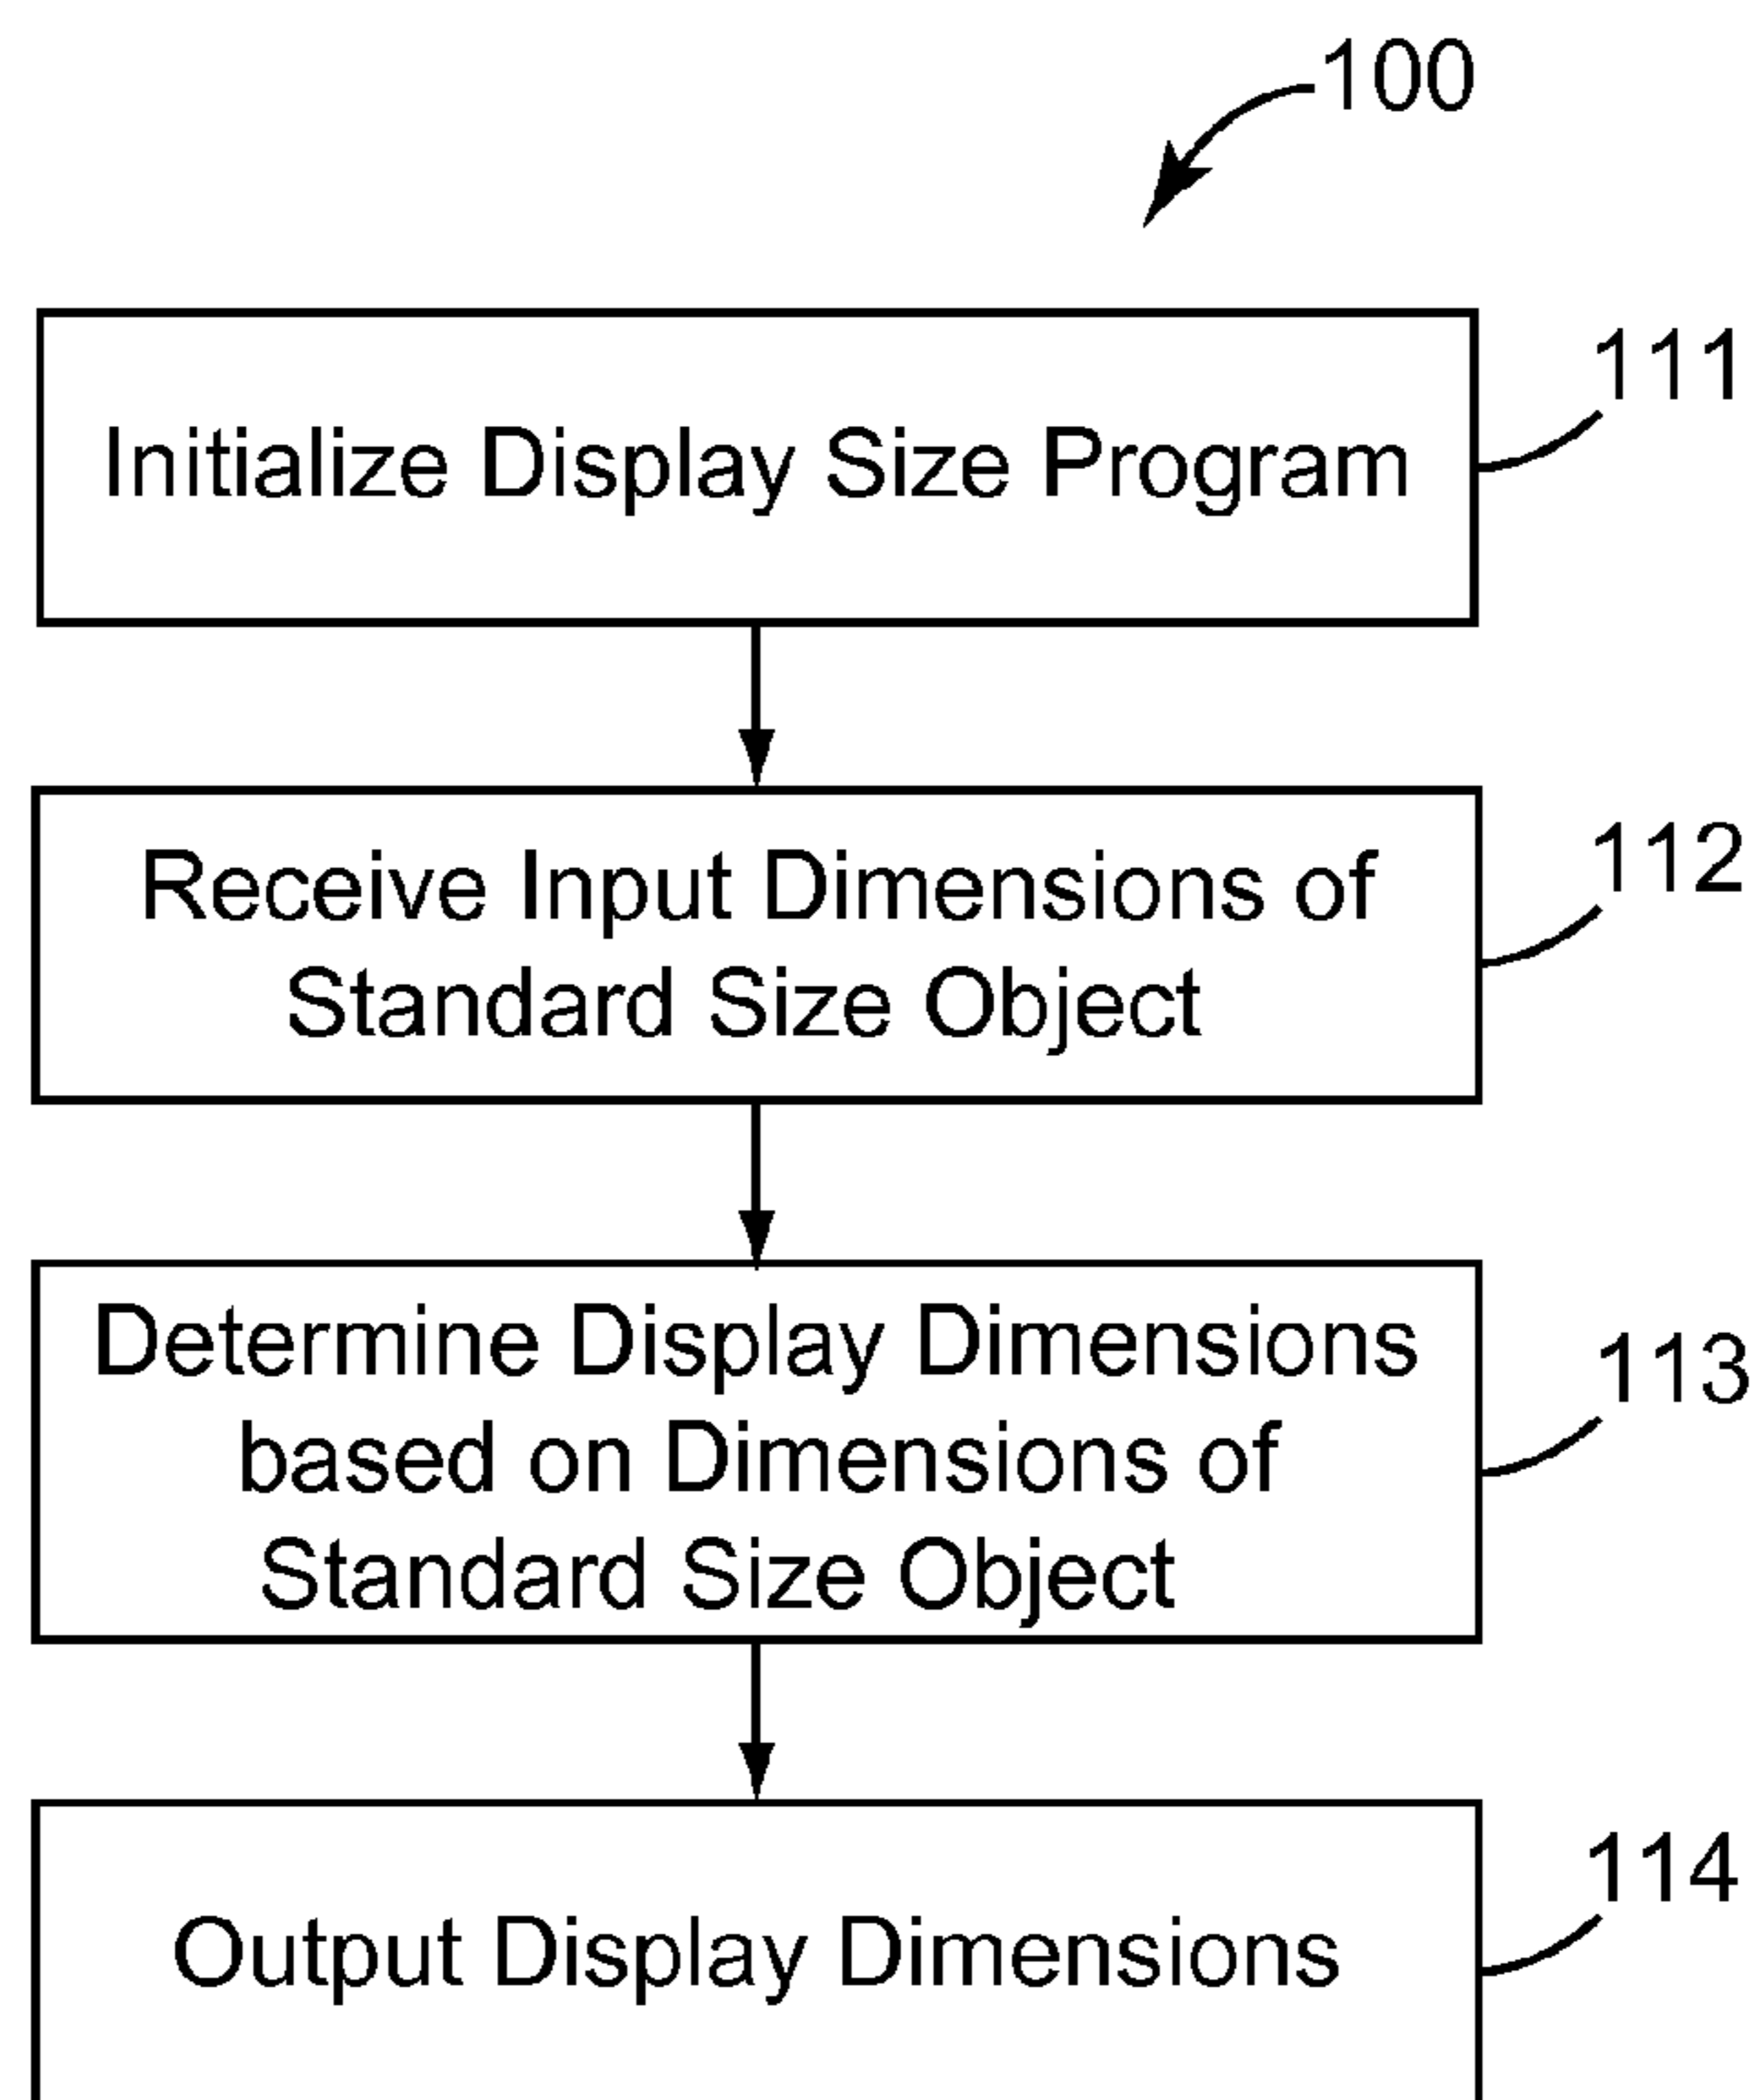 100
Initialize Display Size Program
111
Receive Input Dimensions of
Standard Size Object
112
Determine Display Dimensions
based on Dimensions of
Standard Size Object
113
Output Display Dimensions
114